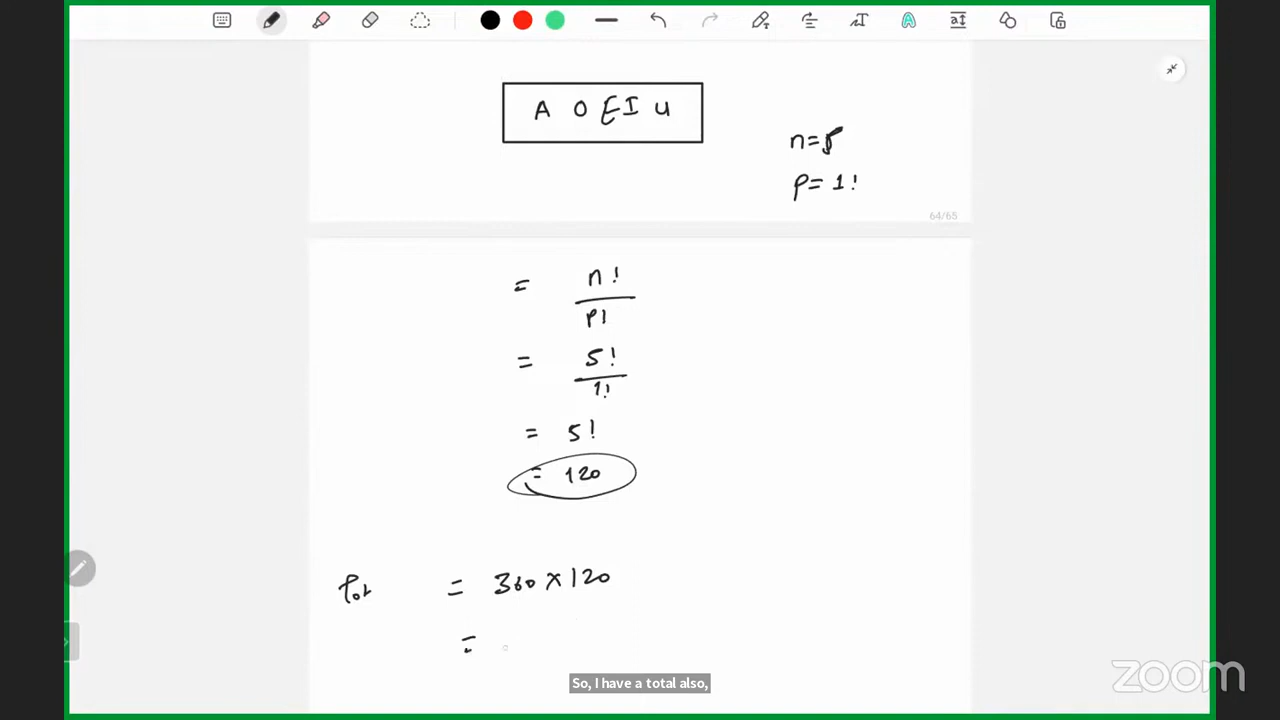 A O E I U
n=5
P= 1!
64/65
= n!
P!
= 5!
1!
= 5!
= 120
Tot = 360 × 120
=
So, I have a total also,
zoom